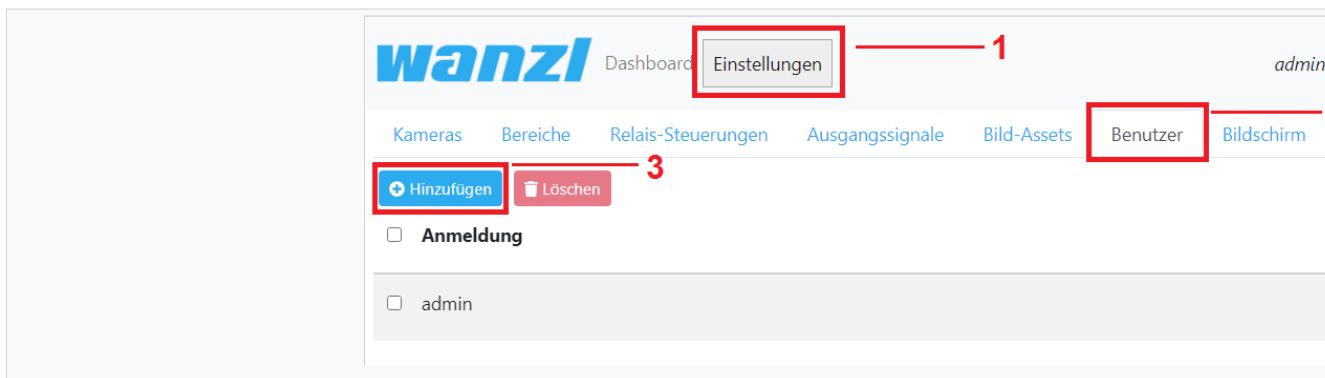 wanzl Dashboard Einstellungen 1 admin
Kameras Bereiche Relais-Steuerungen Ausgangssignale Bild-Assets Benutzer Bildschirm
3
Hinzufügen Löschen
Anmeldung
admin